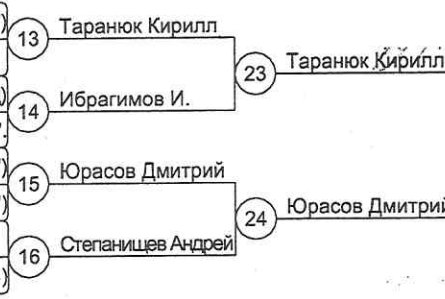 13 Таранюк Кирилл
23 Таранюк Кирилл
14 Ибрагимов И.
15 Юрасов Дмитрий
24 Юрасов Дмитрий
16 Степанищев Андрей